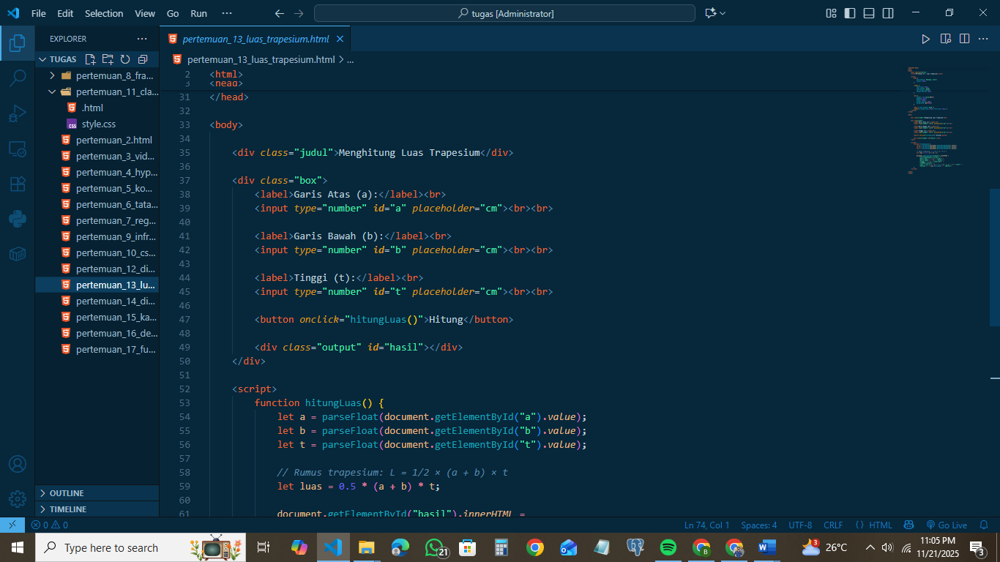 File Edit Selection View Go Run ···
tugas [Administrator]
EXPLORER ···
TUGAS
pertemuan_8_fra...
pertemuan_11_cla...
.html
style.css
pertemuan_2.html
pertemuan_3_vid...
pertemuan_4_hyp...
pertemuan_5_ko...
pertemuan_6_tata...
pertemuan_7_reg...
pertemuan_9_infr...
pertemuan_10_cs...
pertemuan_12_di...
pertemuan_13_lu...
pertemuan_14_di...
pertemuan_15_ka...
pertemuan_16_de...
pertemuan_17_fu...
OUTLINE
TIMELINE
pertemuan_13_luas_trapesium.html
pertemuan_13_luas_trapesium.html > ...
2 <html>
3 <head>
31 </head>
32
33 <body>
34
35 <div class="judul">Menghitung Luas Trapesium</div>
36
37 <div class="box">
38 <label>Garis Atas (a):</label><br>
39 <input type="number" id="a" placeholder="cm"><br><br>
40
41 <label>Garis Bawah (b):</label><br>
42 <input type="number" id="b" placeholder="cm"><br><br>
43
44 <label>Tinggi (t):</label><br>
45 <input type="number" id="t" placeholder="cm"><br><br>
46
47 <button onclick="hitungLuas()">Hitung</button>
48
49 <div class="output" id="hasil"></div>
50 </div>
51
52 <script>
53 function hitungLuas() {
54 let a = parseFloat(document.getElementById("a").value);
55 let b = parseFloat(document.getElementById("b").value);
56 let t = parseFloat(document.getElementById("t").value);
57
58 // Rumus trapesium: L = 1/2 × (a + b) × t
59 let luas = 0.5 * (a + b) * t;
60
61 document.getElementById("hasil").innerHTML =
0 0
Ln 74, Col 1 Spaces: 4 UTF-8 CRLF {} HTML Go Live
Type here to search
21
3
26°C
11:05 PM
11/21/2025
3